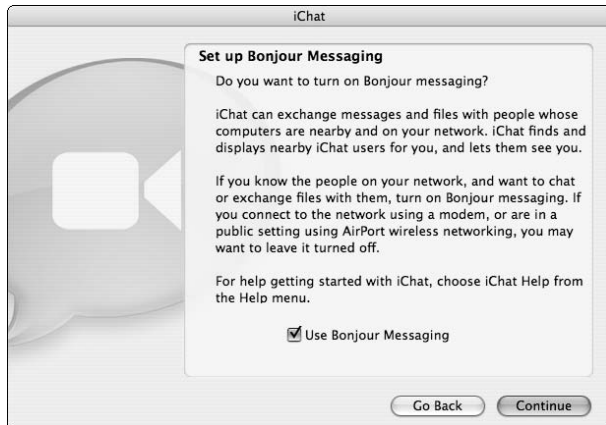 iChat
Set up Bonjour Messaging
Do you want to turn on Bonjour messaging?
iChat can exchange messages and files with people whose
computers are nearby and on your network. iChat finds and
displays nearby iChat users for you, and lets them see you.
If you know the people on your network, and want to chat
or exchange files with them, turn on Bonjour messaging. If
you connect to the network using a modem, or are in a
public setting using AirPort wireless networking, you may
want to leave it turned off.
For help getting started with iChat, choose iChat Help from
the Help menu.
Use Bonjour Messaging
Go Back
Continue